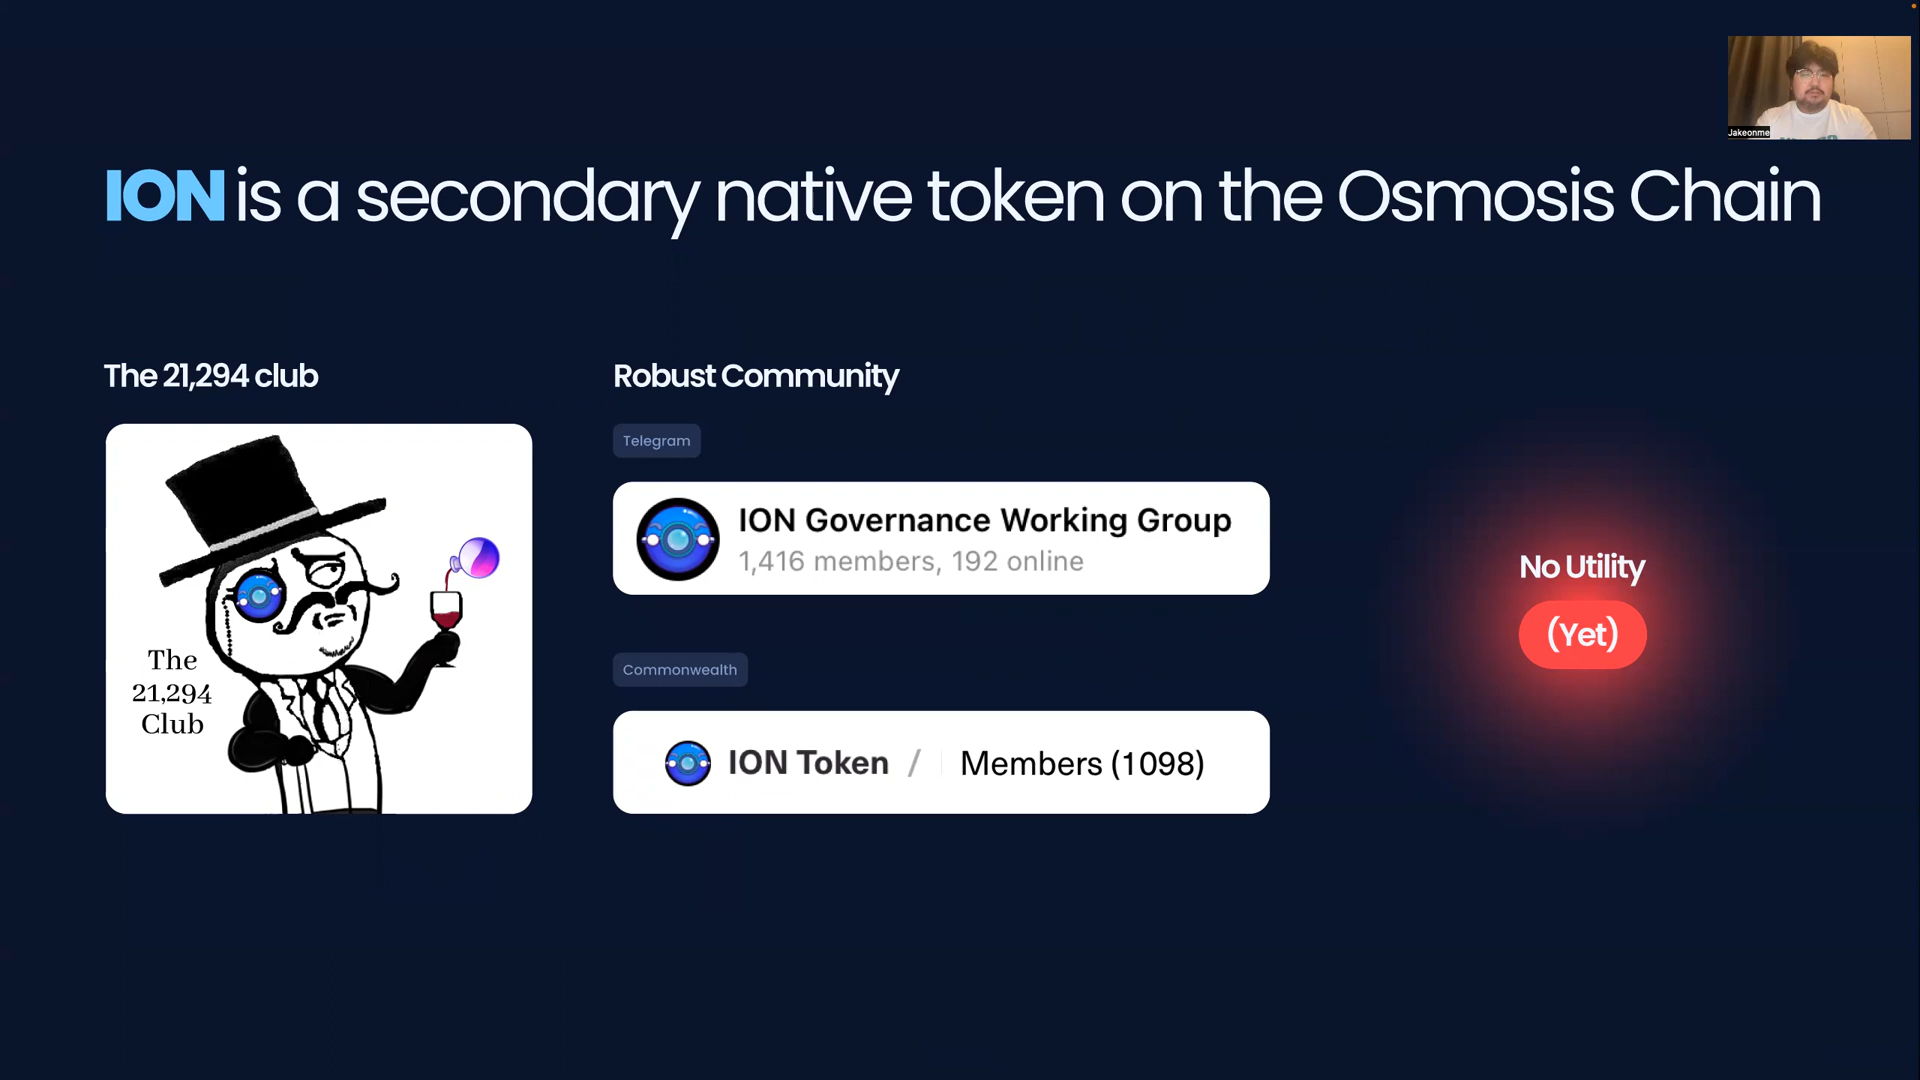 Jakeonme
ION is a secondary native token on the Osmosis Chain
The 21,294 club
The
21,294
Club
Robust Community
Telegram
ION Governance Working Group
1,416 members, 192 online
Commonwealth
ION Token / Members (1098)
No Utility
(Yet)